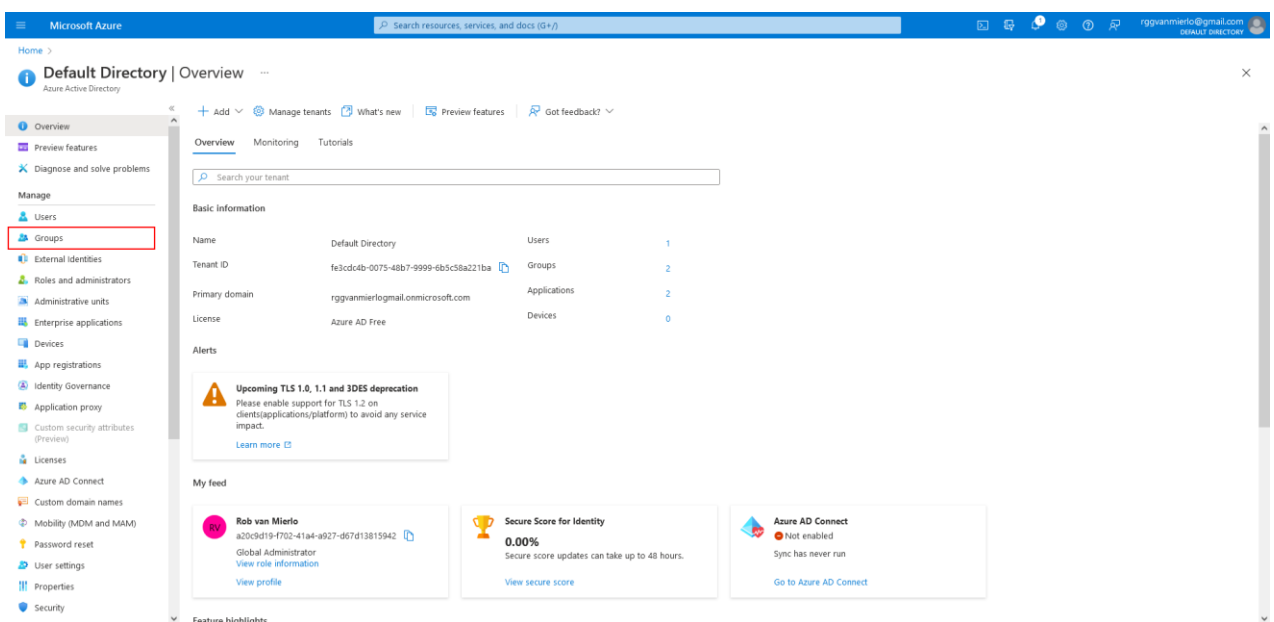 Microsoft Azure
Search resources, services, and docs (G+/)
1
rggvanmierlo@gmail.com
DEFAULT DIRECTORY
Home >
Default Directory | Overview ...
Azure Active Directory
«
Overview
Preview features
Diagnose and solve problems
Manage
Users
Groups
External Identities
Roles and administrators
Administrative units
Enterprise applications
Devices
App registrations
Identity Governance
Application proxy
Custom security attributes
(Preview)
Licenses
Azure AD Connect
Custom domain names
Mobility (MDM and MAM)
Password reset
User settings
Properties
Security
+ Add Manage tenants What's new Preview features Got feedback?
Overview Monitoring Tutorials
Search your tenant
Basic information
Name Default Directory Users 1
Tenant ID fe3cdc4b-0075-48b7-9999-6b5c58a221ba Groups 2
Primary domain rggvanmierlogmail.onmicrosoft.com Applications 2
License Azure AD Free Devices 0
Alerts
Upcoming TLS 1.0, 1.1 and 3DES deprecation
Please enable support for TLS 1.2 on
clients(applications/platform) to avoid any service
impact.
Learn more
My feed
RV
Rob van Mierlo
a20c9d19-f702-41a4-a927-d67d13815942
Global Administrator
View role information
View profile
Secure Score for Identity
0.00%
Secure score updates can take up to 48 hours.
View secure score
Azure AD Connect
Not enabled
Sync has never run
Go to Azure AD Connect
Feature highlights